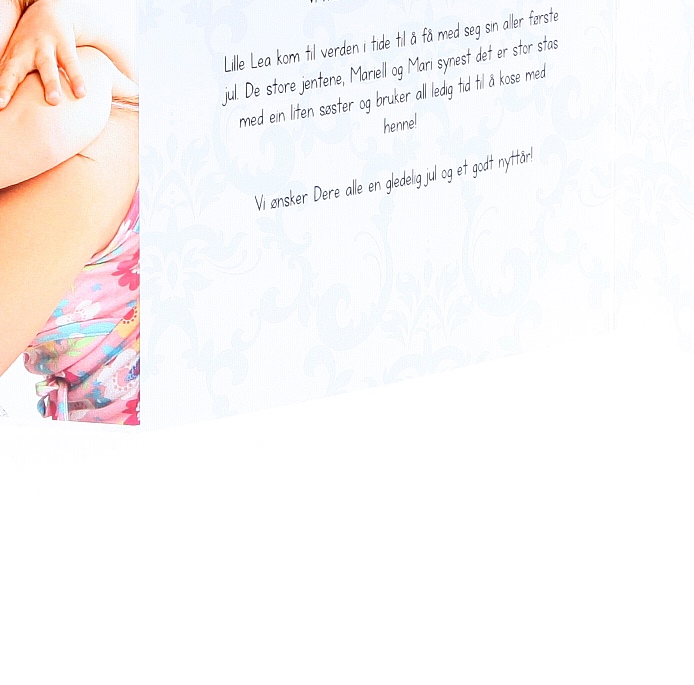 Lille Lea kom til verden i tide til å få med seg sin aller første
jul. De store jentene, Mariell og Mari synest det er stor stas
med ein liten søster og bruker all ledig tid til å kose med
henne!
Vi ønsker Dere alle en gledelig jul og et godt nyttår!